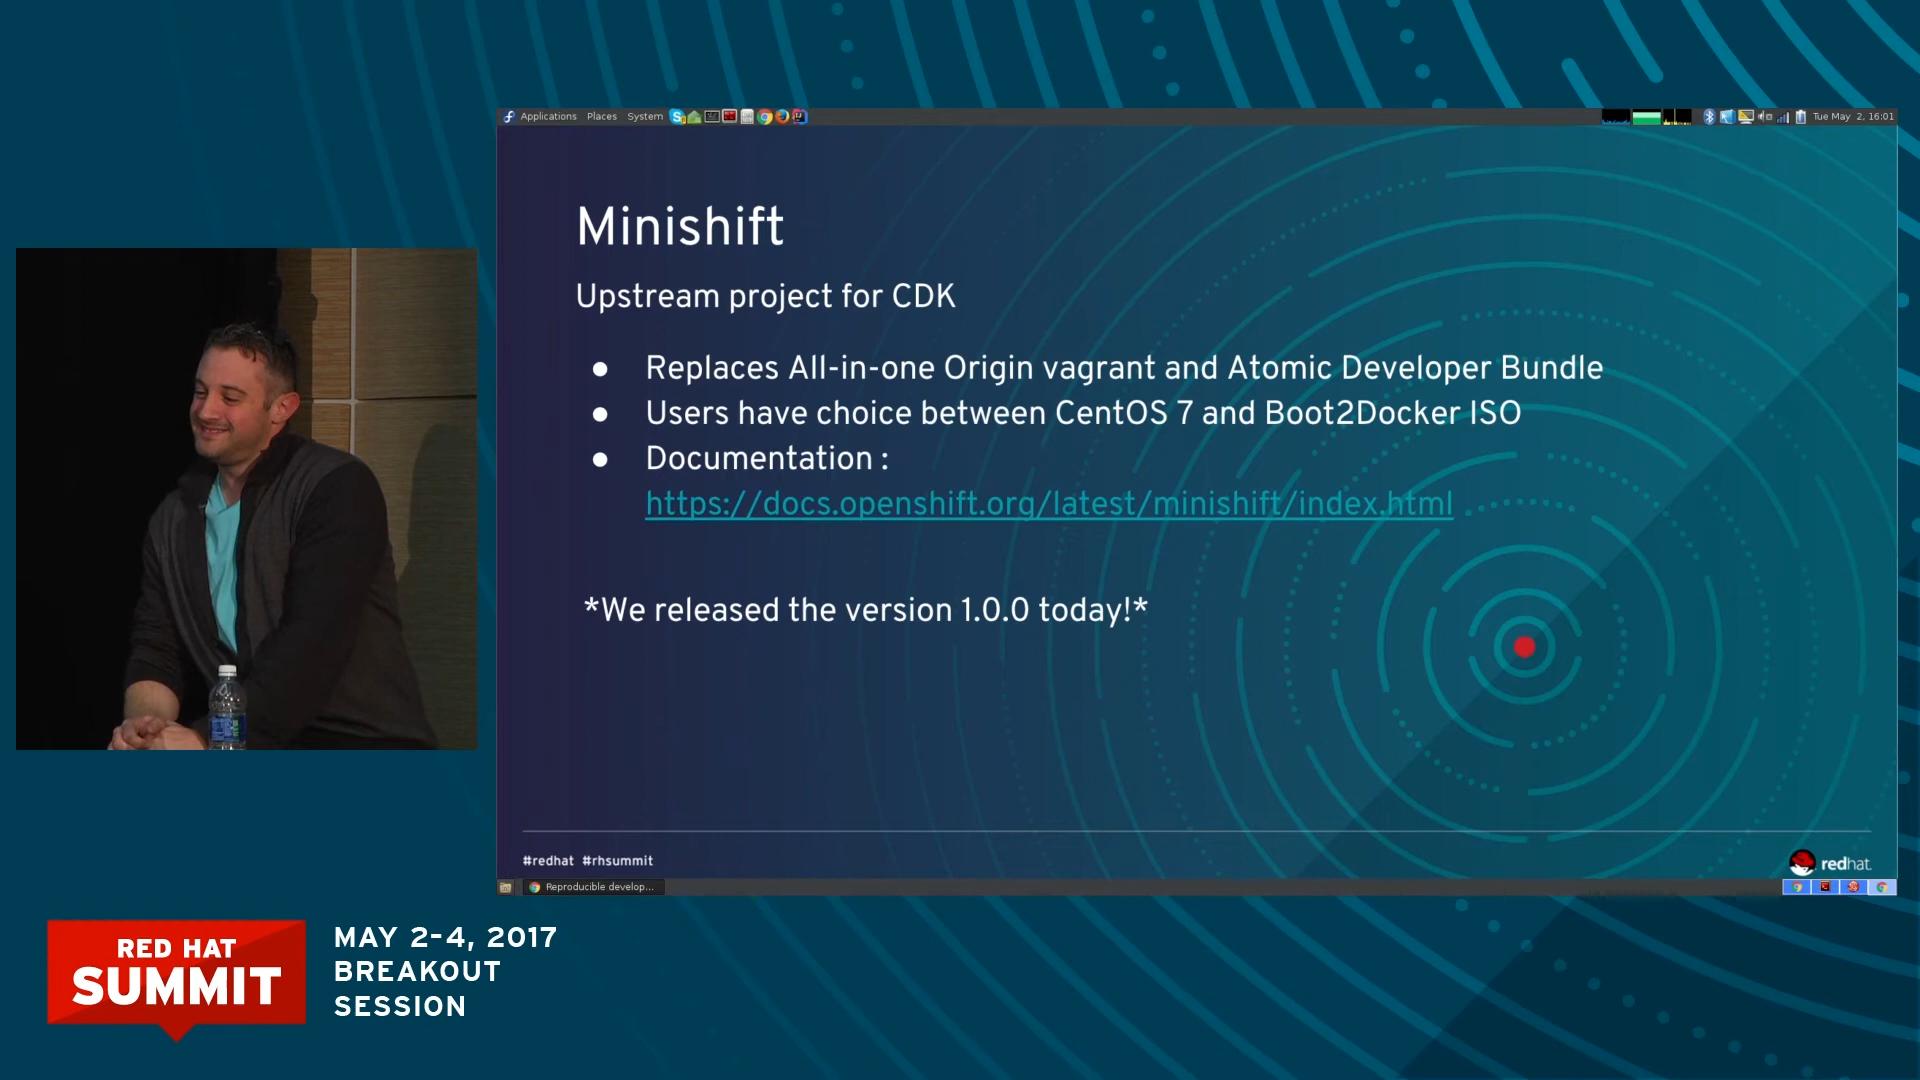 Applications Places System
Tue May 2, 16:01
Minishift
Upstream project for CDK
● Replaces All-in-one Origin vagrant and Atomic Developer Bundle
● Users have choice between CentOS 7 and Boot2Docker ISO
● Documentation :
https://docs.openshift.org/latest/minishift/index.html
*We released the version 1.0.0 today!*
#redhat #rhsummit
redhat.
Reproducible develop...
RED HAT
SUMMIT
MAY 2-4, 2017
BREAKOUT
SESSION